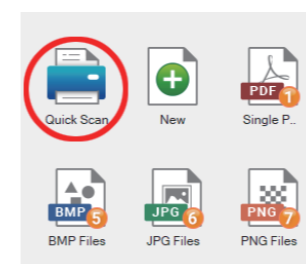 PDF 1
Quick Scan New Single P..
BMP 5 JPG 6 PNG 7
BMP Files JPG Files PNG Files